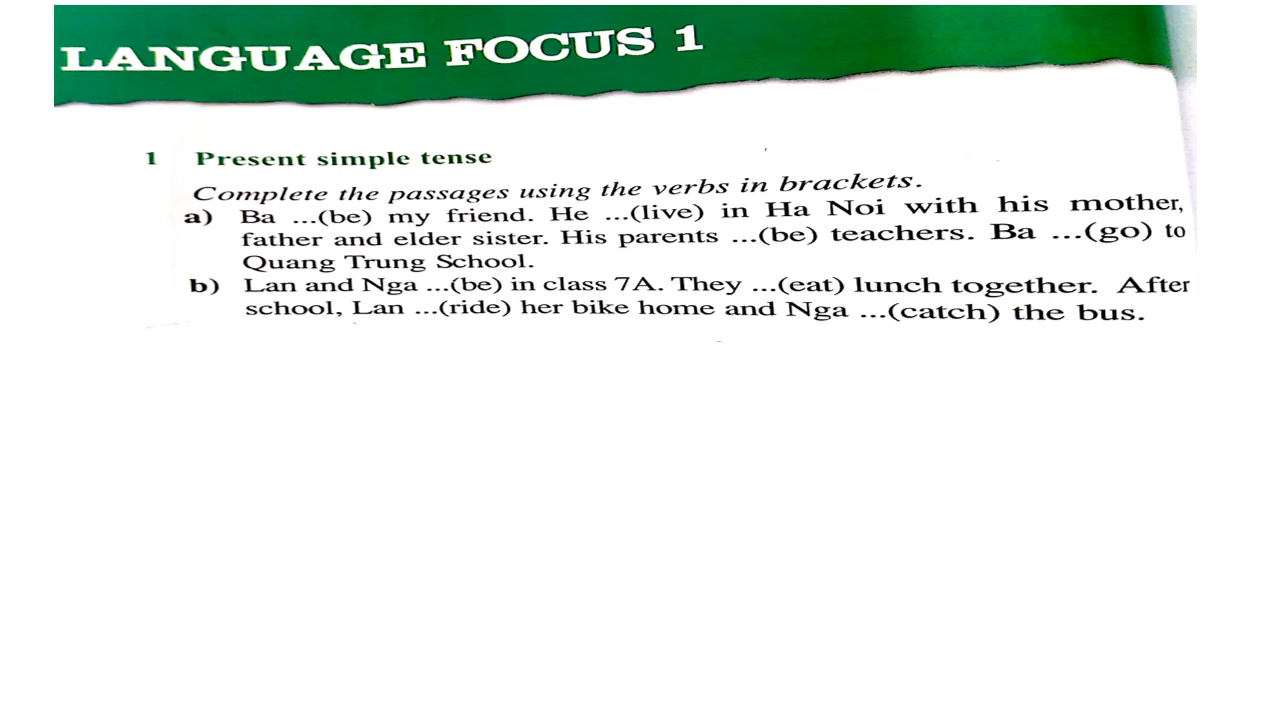 LANGUAGE FOCUS 1
1 Present simple tense
Complete the passages using the verbs in brackets.
a) Ba ...(be) my friend. He ...(live) in Ha Noi with his mother,
father and elder sister. His parents ...(be) teachers. Ba ...(go) to
Quang Trung School.
b) Lan and Nga ...(be) in class 7A. They ...(eat) lunch together. After
school, Lan ...(ride) her bike home and Nga ...(catch) the bus.